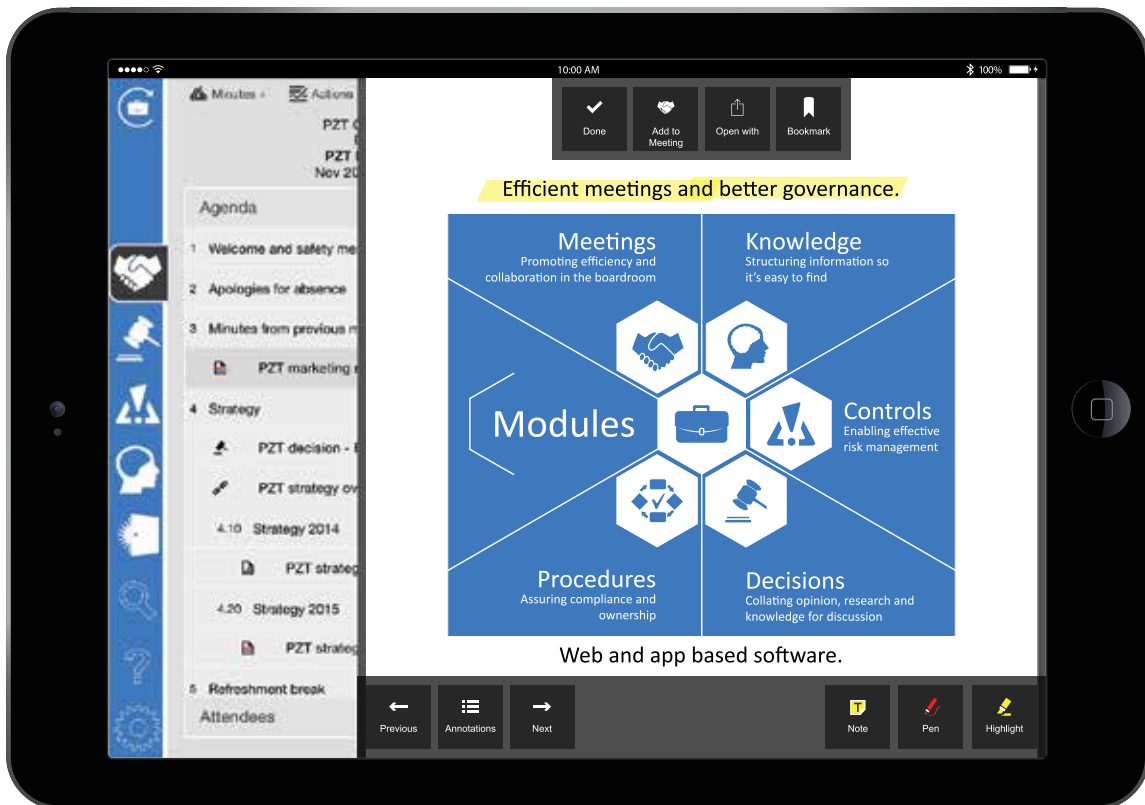 10:00 AM
100%
Minutes
Actions
PZT
PZT
Nov 20
Agenda
1 Welcome and safety me
2 Apologies for absence
3 Minutes from previous m
PZT marketing
4 Strategy
PZT decision -
PZT strategy ov
4.10 Strategy 2014
PZT strateg
4.20 Strategy 2015
PZT strateg
5 Refreshment break
Attendees
Done
Add to
Meeting
Open with
Bookmark
Efficient meetings and better governance.
Meetings
Promoting efficiency and
collaboration in the boardroom
Knowledge
Structuring information so
it's easy to find
Modules
Controls
Enabling effective
risk management
Procedures
Assuring compliance and
ownership
Decisions
Collating opinion, research and
knowledge for discussion
Web and app based software.
Previous
Annotations
Next
T
Note
Pen
Highlight